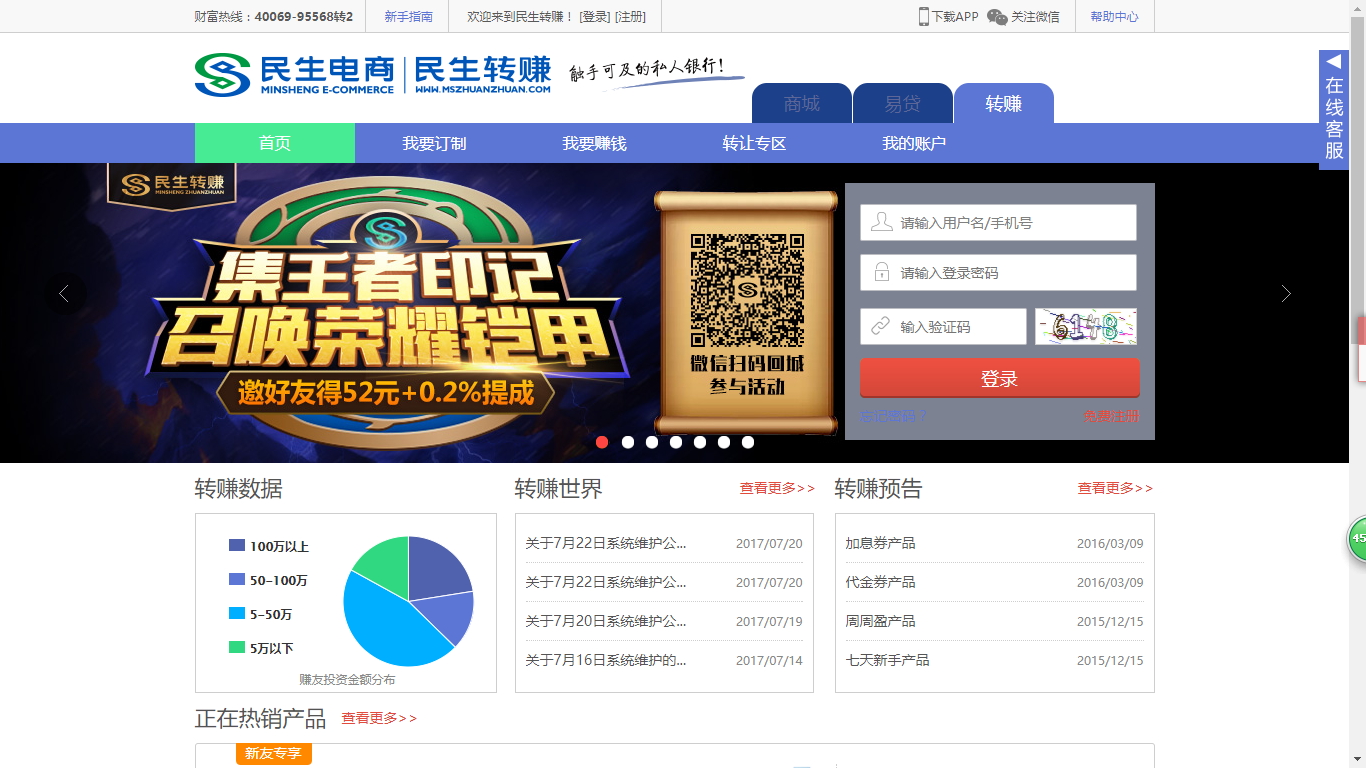 财富热线：40069-95568转2
新手指南
欢迎来到民生转赚！ [登录] [注册]
下载APP
关注微信
帮助中心
民生电商
MINSHENG E-COMMERCE
民生转赚
WWW.MSZHUANZHUAN.COM
触手可及的私人银行！
商城
易贷
转赚
在线客服
首页
我要订制
我要赚钱
转让专区
我的账户
民生转赚
MINSHENG ZHUANZHUAN
集王者印记
召唤荣耀铠甲
邀好友得52元+0.2%提成
微信扫码回城
参与活动
请输入用户名/手机号
请输入登录密码
输入验证码
6148
登录
忘记密码？
免费注册
转赚数据
100万以上
50-100万
5-50万
5万以下
赚友投资金额分布
转赚世界
查看更多>>
关于7月22日系统维护公... 2017/07/20
关于7月22日系统维护公... 2017/07/20
关于7月20日系统维护公... 2017/07/19
关于7月16日系统维护的... 2017/07/14
转赚预告
查看更多>>
加息券产品 2016/03/09
代金券产品 2016/03/09
周周盈产品 2015/12/15
七天新手产品 2015/12/15
45
正在热销产品
查看更多>>
新友专享